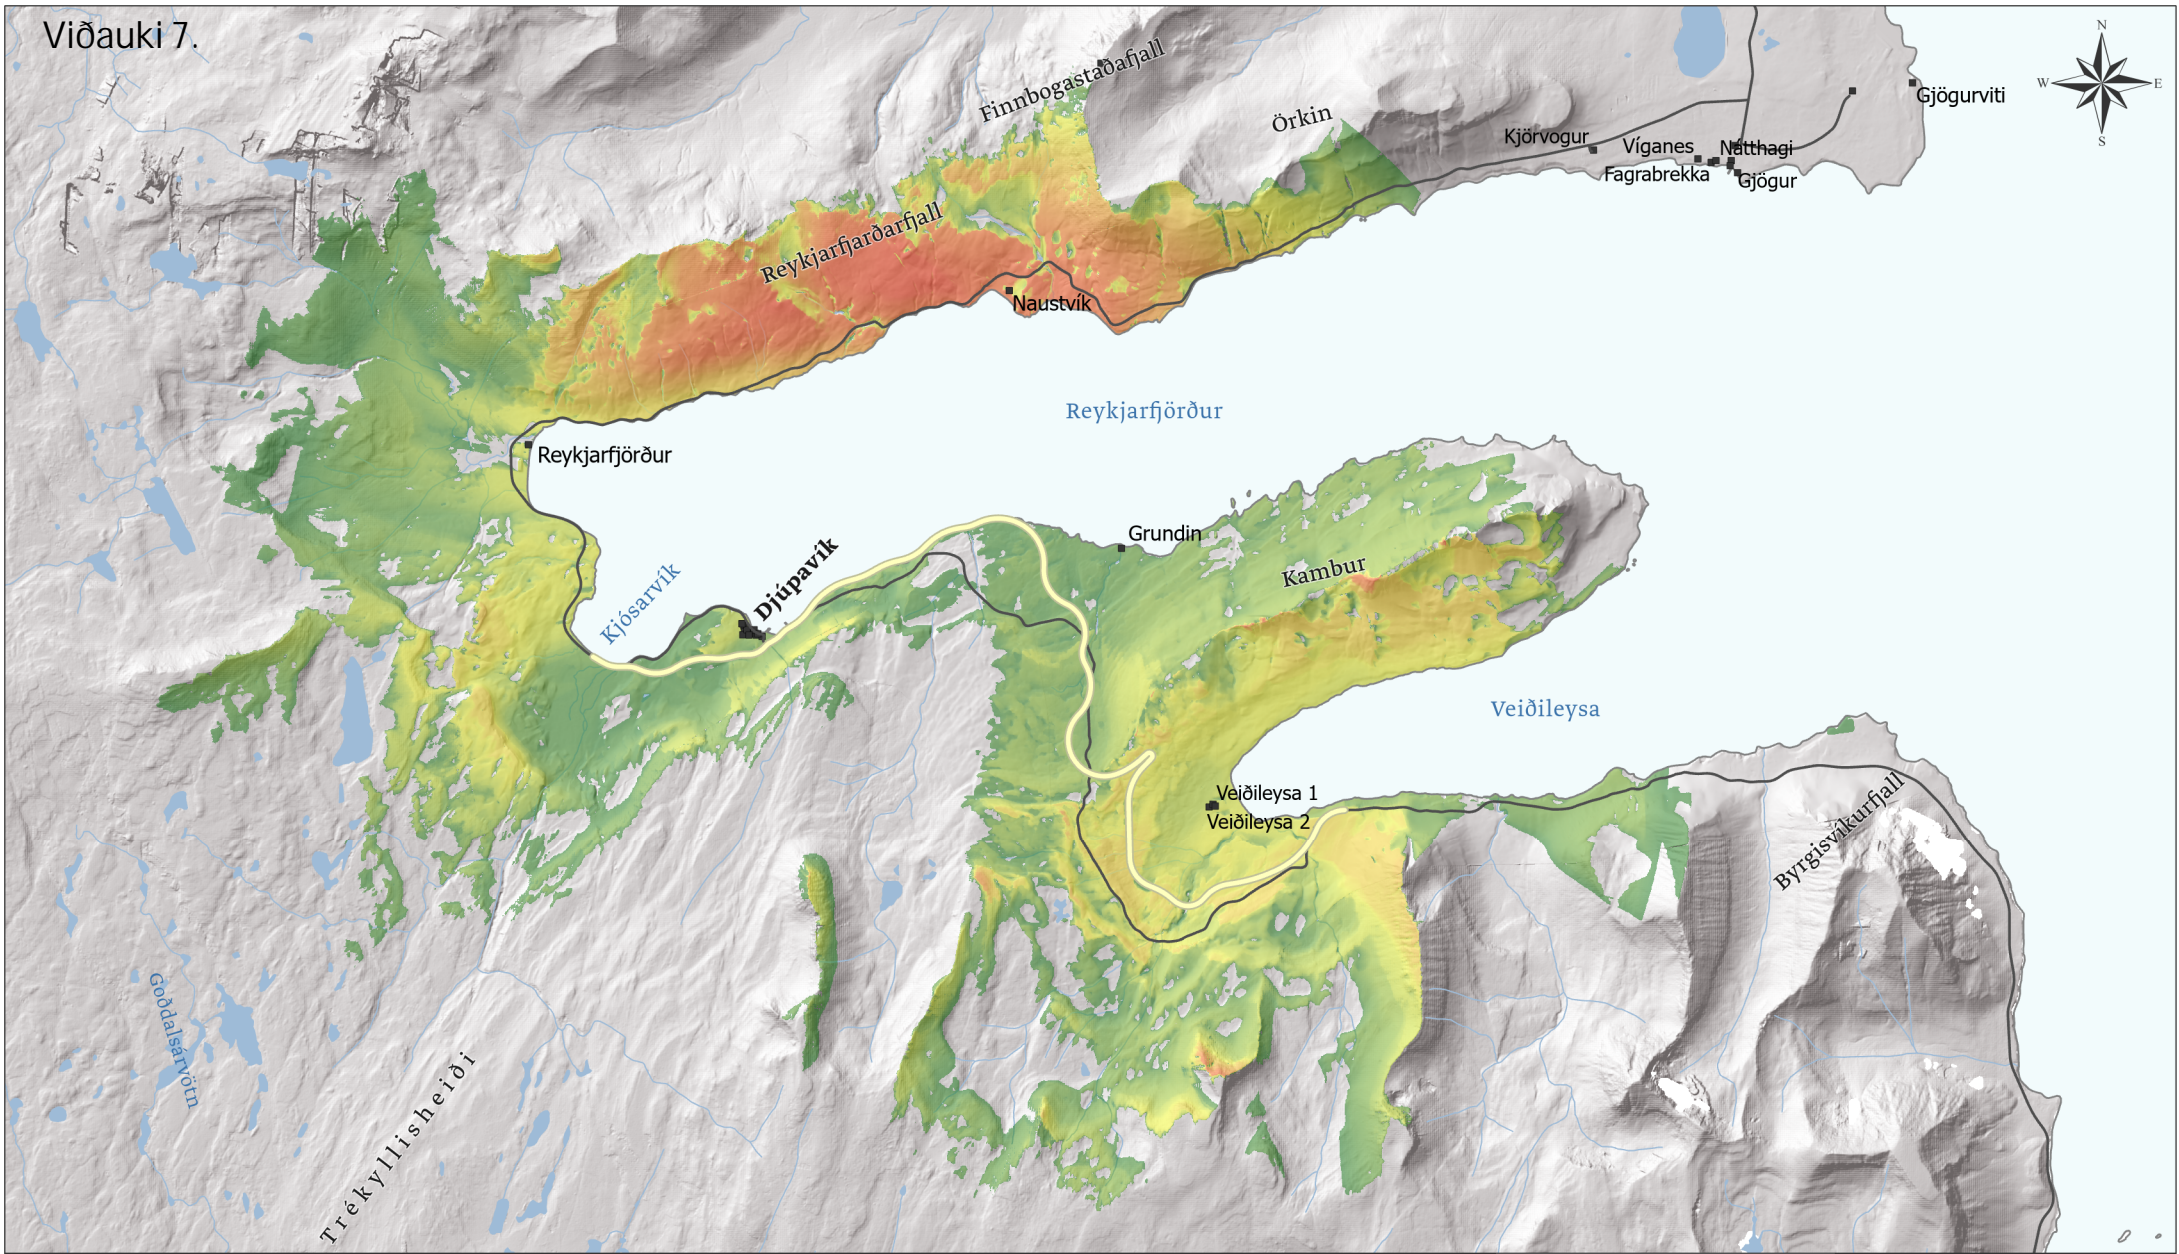 Viðauki 7.
N
W
E
S
Finnbogastaðafjall
Örkin
Gjögurviti
Kjörvogur
Víganes
Nátthagi
Fagrabrekka
Gjögur
Reykjarfjarðarfjall
Naustvík
Reykjarfjörður
Reykjarfjörður
Grundin
Djúpavík
Kambur
Kjósarvík
Veiðileysa
Veiðileysa 1
Veiðileysa 2
Byrgisvíkurfjall
Goðdalsárvötn
Trékyllisheiði